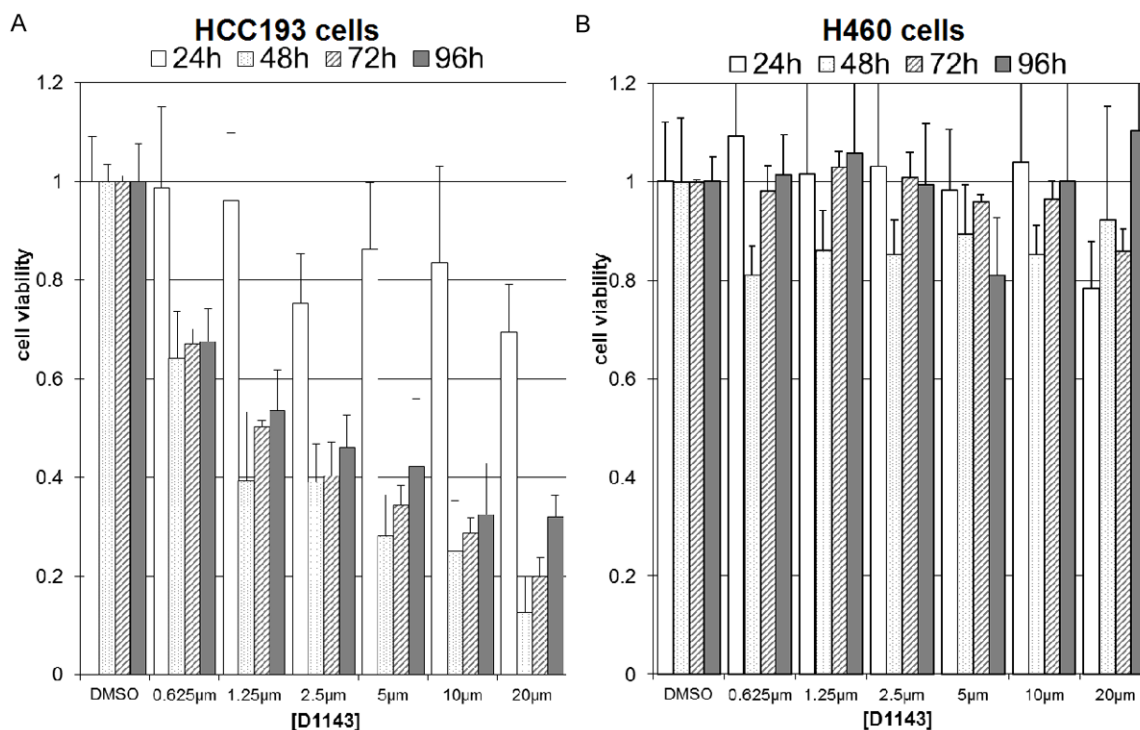 A
HCC193 cells
24h 48h 72h 96h
1.2
1
0.8
0.6
0.4
0.2
0
cell viability
DMSO 0.625µm 1.25µm 2.5µm 5µm 10µm 20µm
[D1143]
B
H460 cells
24h 48h 72h 96h
1.2
1
0.8
0.6
0.4
0.2
0
cell viability
DMSO 0.625µm 1.25µm 2.5µm 5µm 10µm 20µm
[D1143]